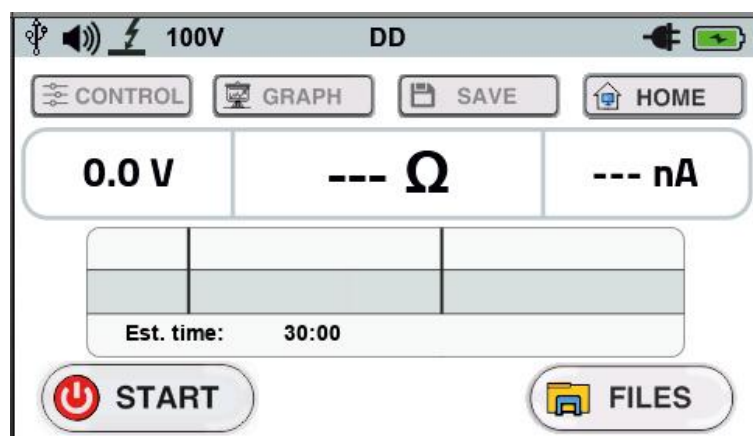 100V DD
CONTROL GRAPH SAVE HOME
0.0 V --- Ω --- nA
Est. time: 30:00
START FILES